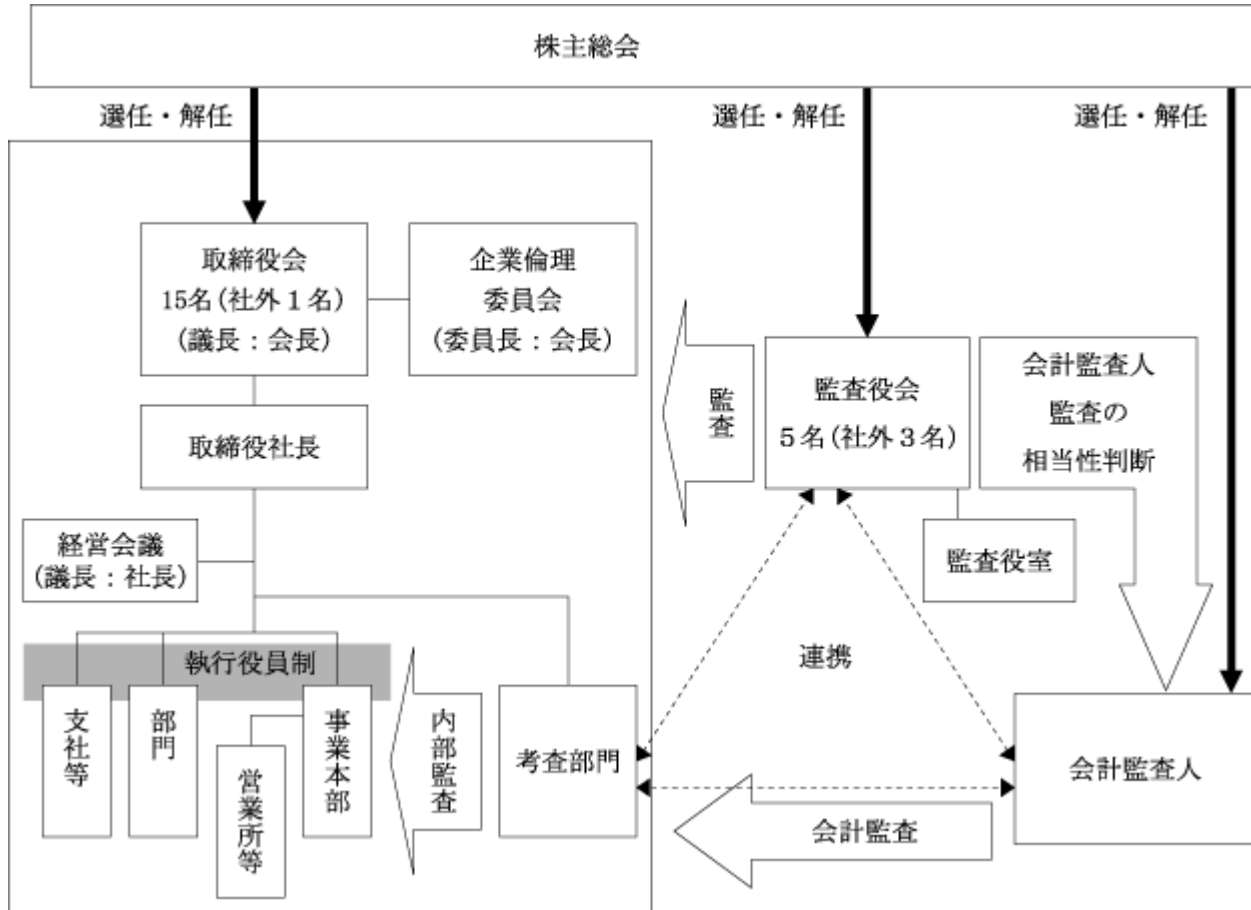 株主総会
選任・解任
選任・解任
選任・解任
取締役会
15名(社外１名)
(議長：会長)
企業倫理
委員会
(委員長：会長)
監査
監査役会
５名(社外３名)
会計監査人
監査の
相当性判断
取締役社長
経営会議
(議長：社長)
監査役室
連携
執行役員制
支社等
部門
営業所等
事業本部
内部監査
考査部門
会計監査人
会計監査